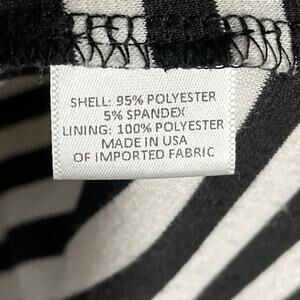 SHELL: 95% POLYESTER
5% SPANDEX
LINING: 100% POLYESTER
MADE IN USA
OF IMPORTED FABRIC